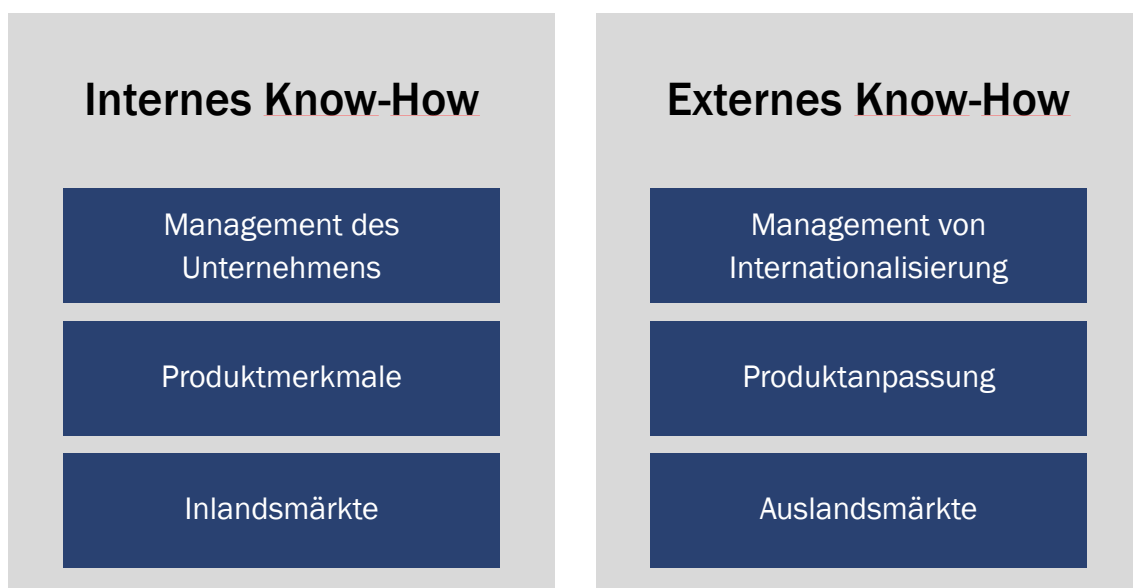 Internes Know-How
Management des
Unternehmens
Produktmerkmale
Inlandsmärkte
Externes Know-How
Management von
Internationalisierung
Produktanpassung
Auslandsmärkte